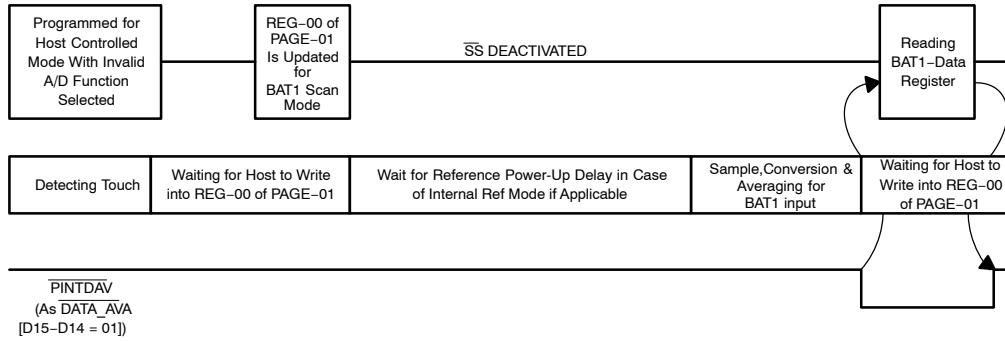 Programmed for
Host Controlled
Mode With Invalid
A/D Function
Selected
REG−00 of
PAGE−01
Is Updated
for
BAT1 Scan
Mode
SS DEACTIVATED
Reading
BAT1−Data
Register
Detecting Touch
Waiting for Host to Write
into REG−00 of PAGE−01
Wait for Reference Power-Up Delay in Case
of Internal Ref Mode if Applicable
Sample,Conversion &
Averaging for
BAT1 input
Waiting for Host to
Write into REG−00
of PAGE−01
PINTDAV
(As DATA_AVA
[D15−D14 = 01])